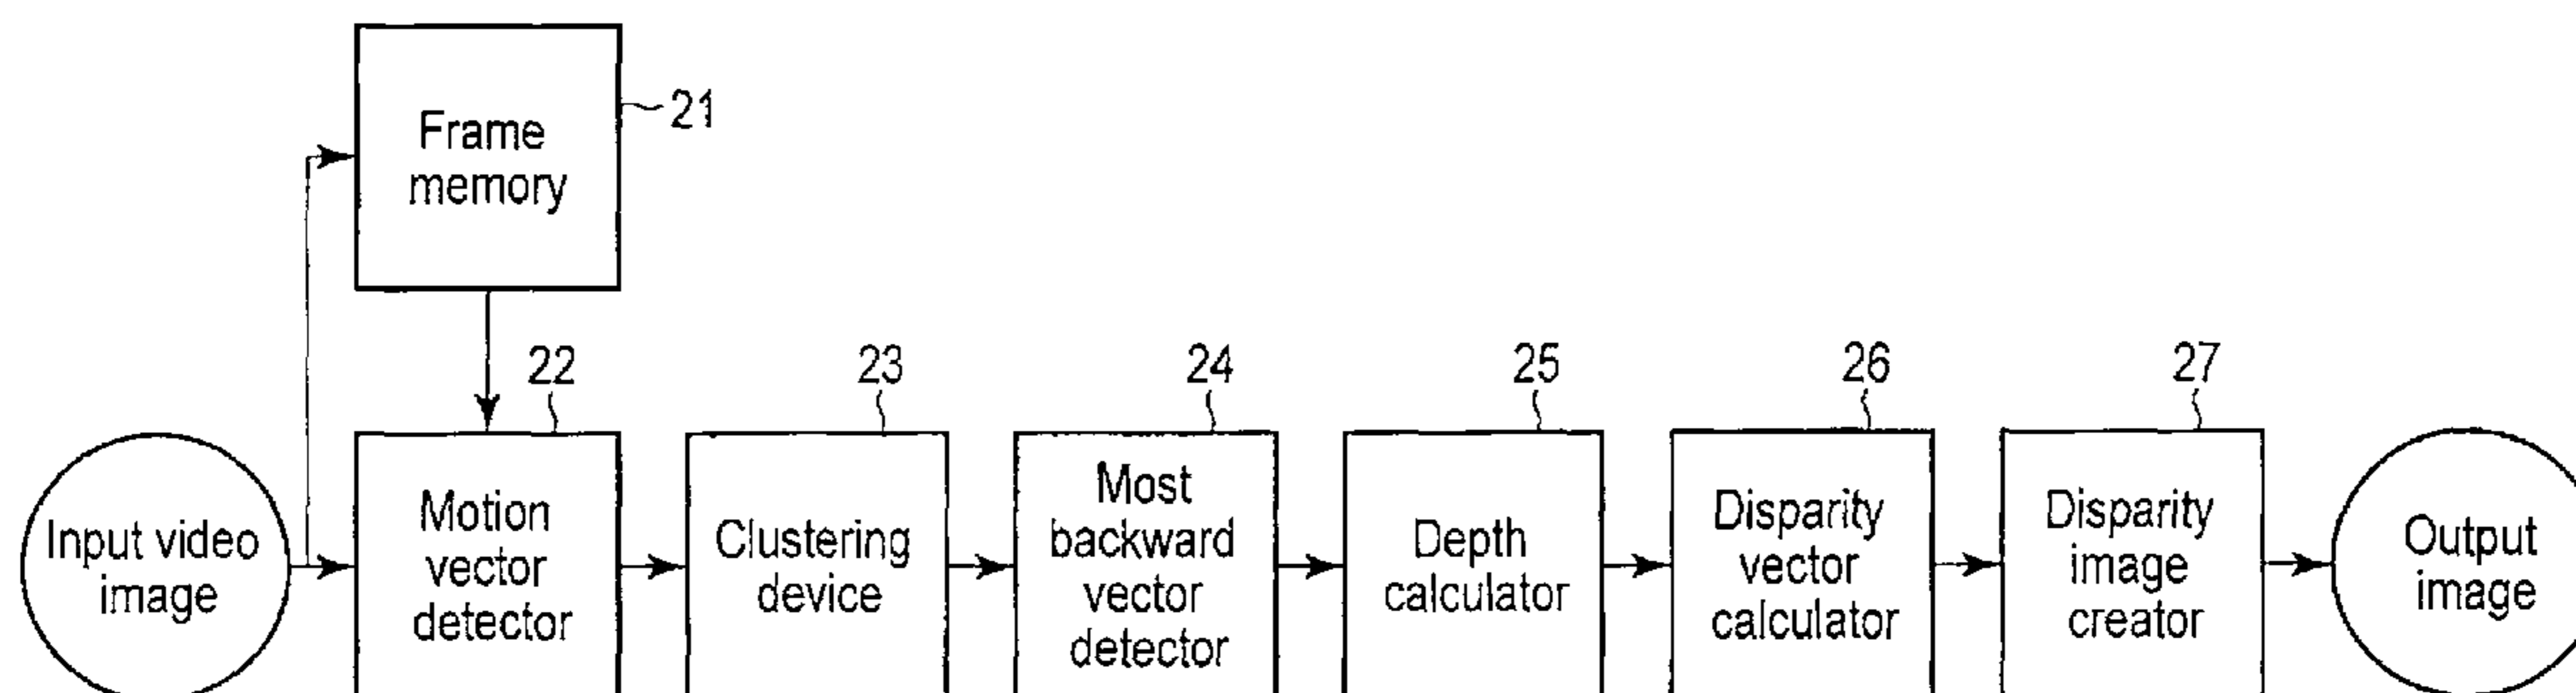 Frame
memory
21
22
23
24
25
26
27
Input video
image
Motion
vector
detector
Clustering
device
Most
backward
vector
detector
Depth
calculator
Disparity
vector
calculator
Disparity
image
creator
Output
image